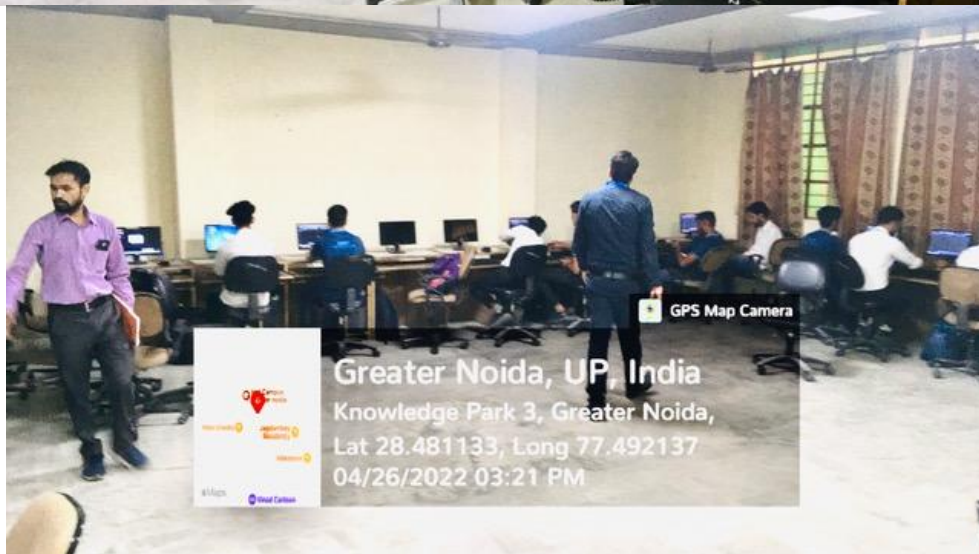 GPS Map Camera
Greater Noida, UP, India
Knowledge Park 3, Greater Noida,
Lat 28.481133, Long 77.492137
04/26/2022 03:21 PM
Maps